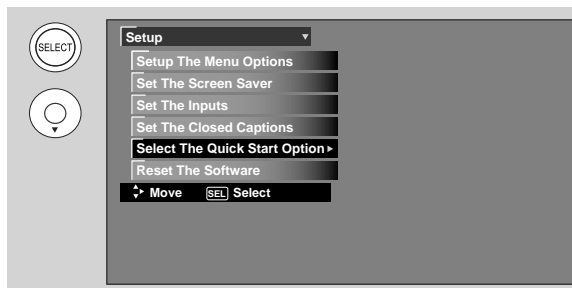 SELECT
Setup
Setup The Menu Options
Set The Screen Saver
Set The Inputs
Set The Closed Captions
Select The Quick Start Option
Reset The Software
Move SEL Select